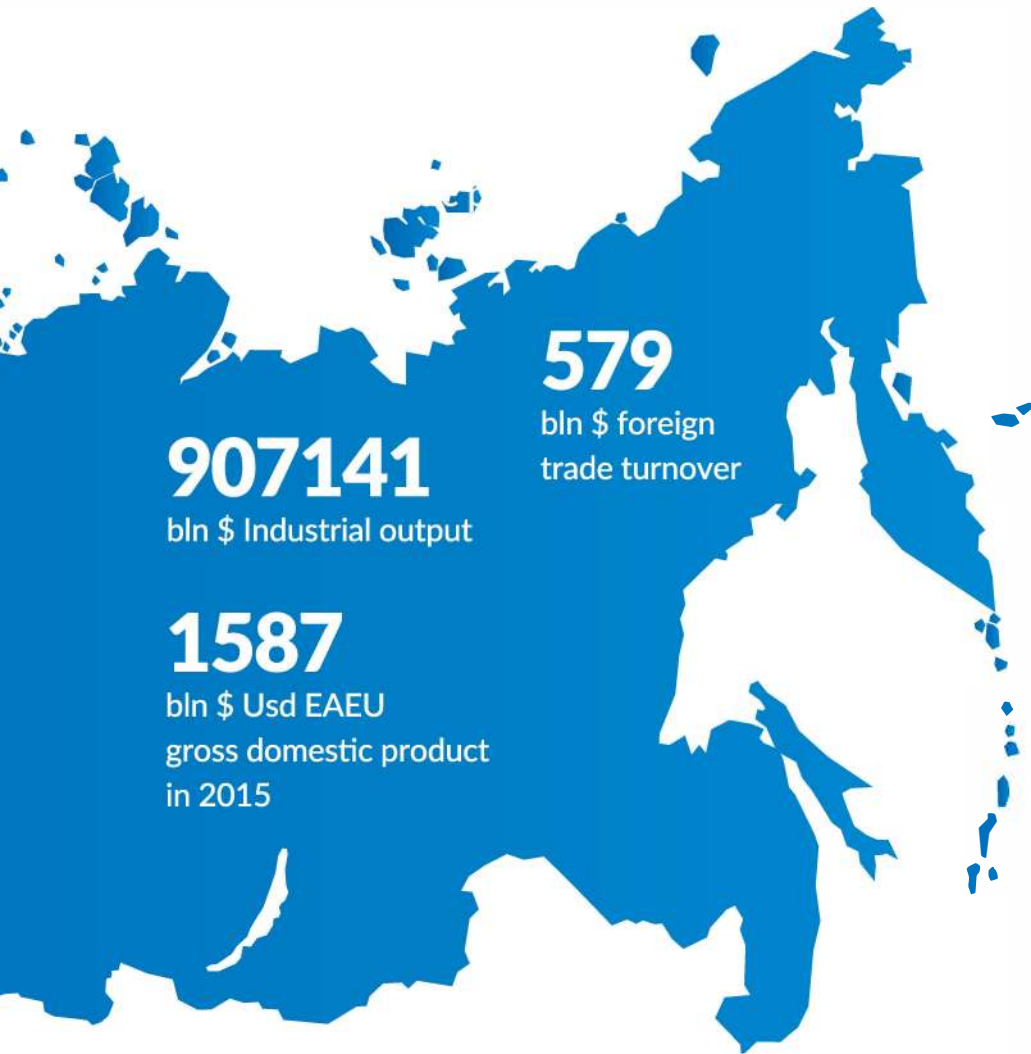 579
bln $ foreign
trade turnover
907141
bln $ Industrial output
1587
bln $ Usd EAEU
gross domestic product
in 2015